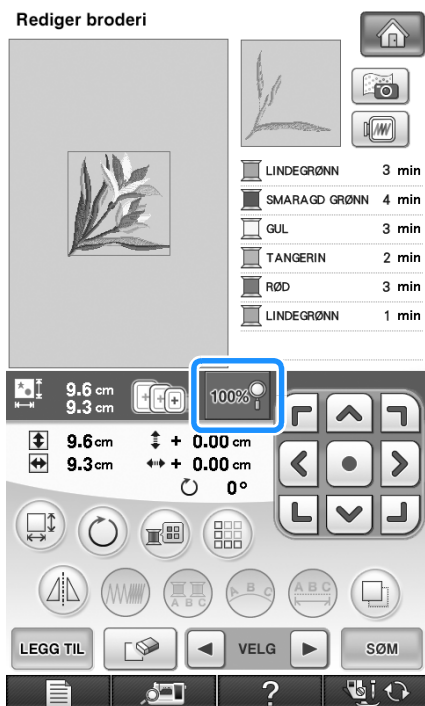 Rediger broderi
LINDEGRØNN 3 min
SMARAGD GRØNN 4 min
GUL 3 min
TANGERIN 2 min
RØD 3 min
LINDEGRØNN 1 min
9.6 cm
9.3 cm
100%
9.6 cm + 0.00 cm
9.3 cm + 0.00 cm
0°
A B C
A B C
A B C
LEGG TIL
VELG
SØM
?